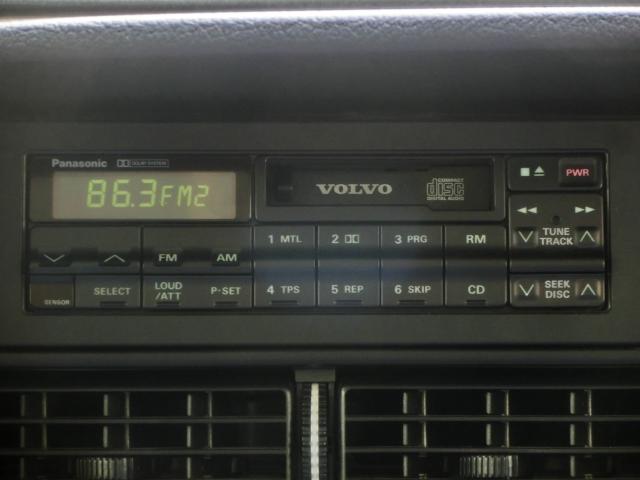 Panasonic DOLBY SYSTEM
86.3FM2
VOLVO
COMPACT
disc
DIGITAL AUDIO
PWR
TUNE
TRACK
FM AM
1 MTL 2 3 PRG RM
SENSOR
SELECT
LOUD
/ATT
P·SET
4 TPS 5 REP 6 SKIP CD
SEEK
DISC